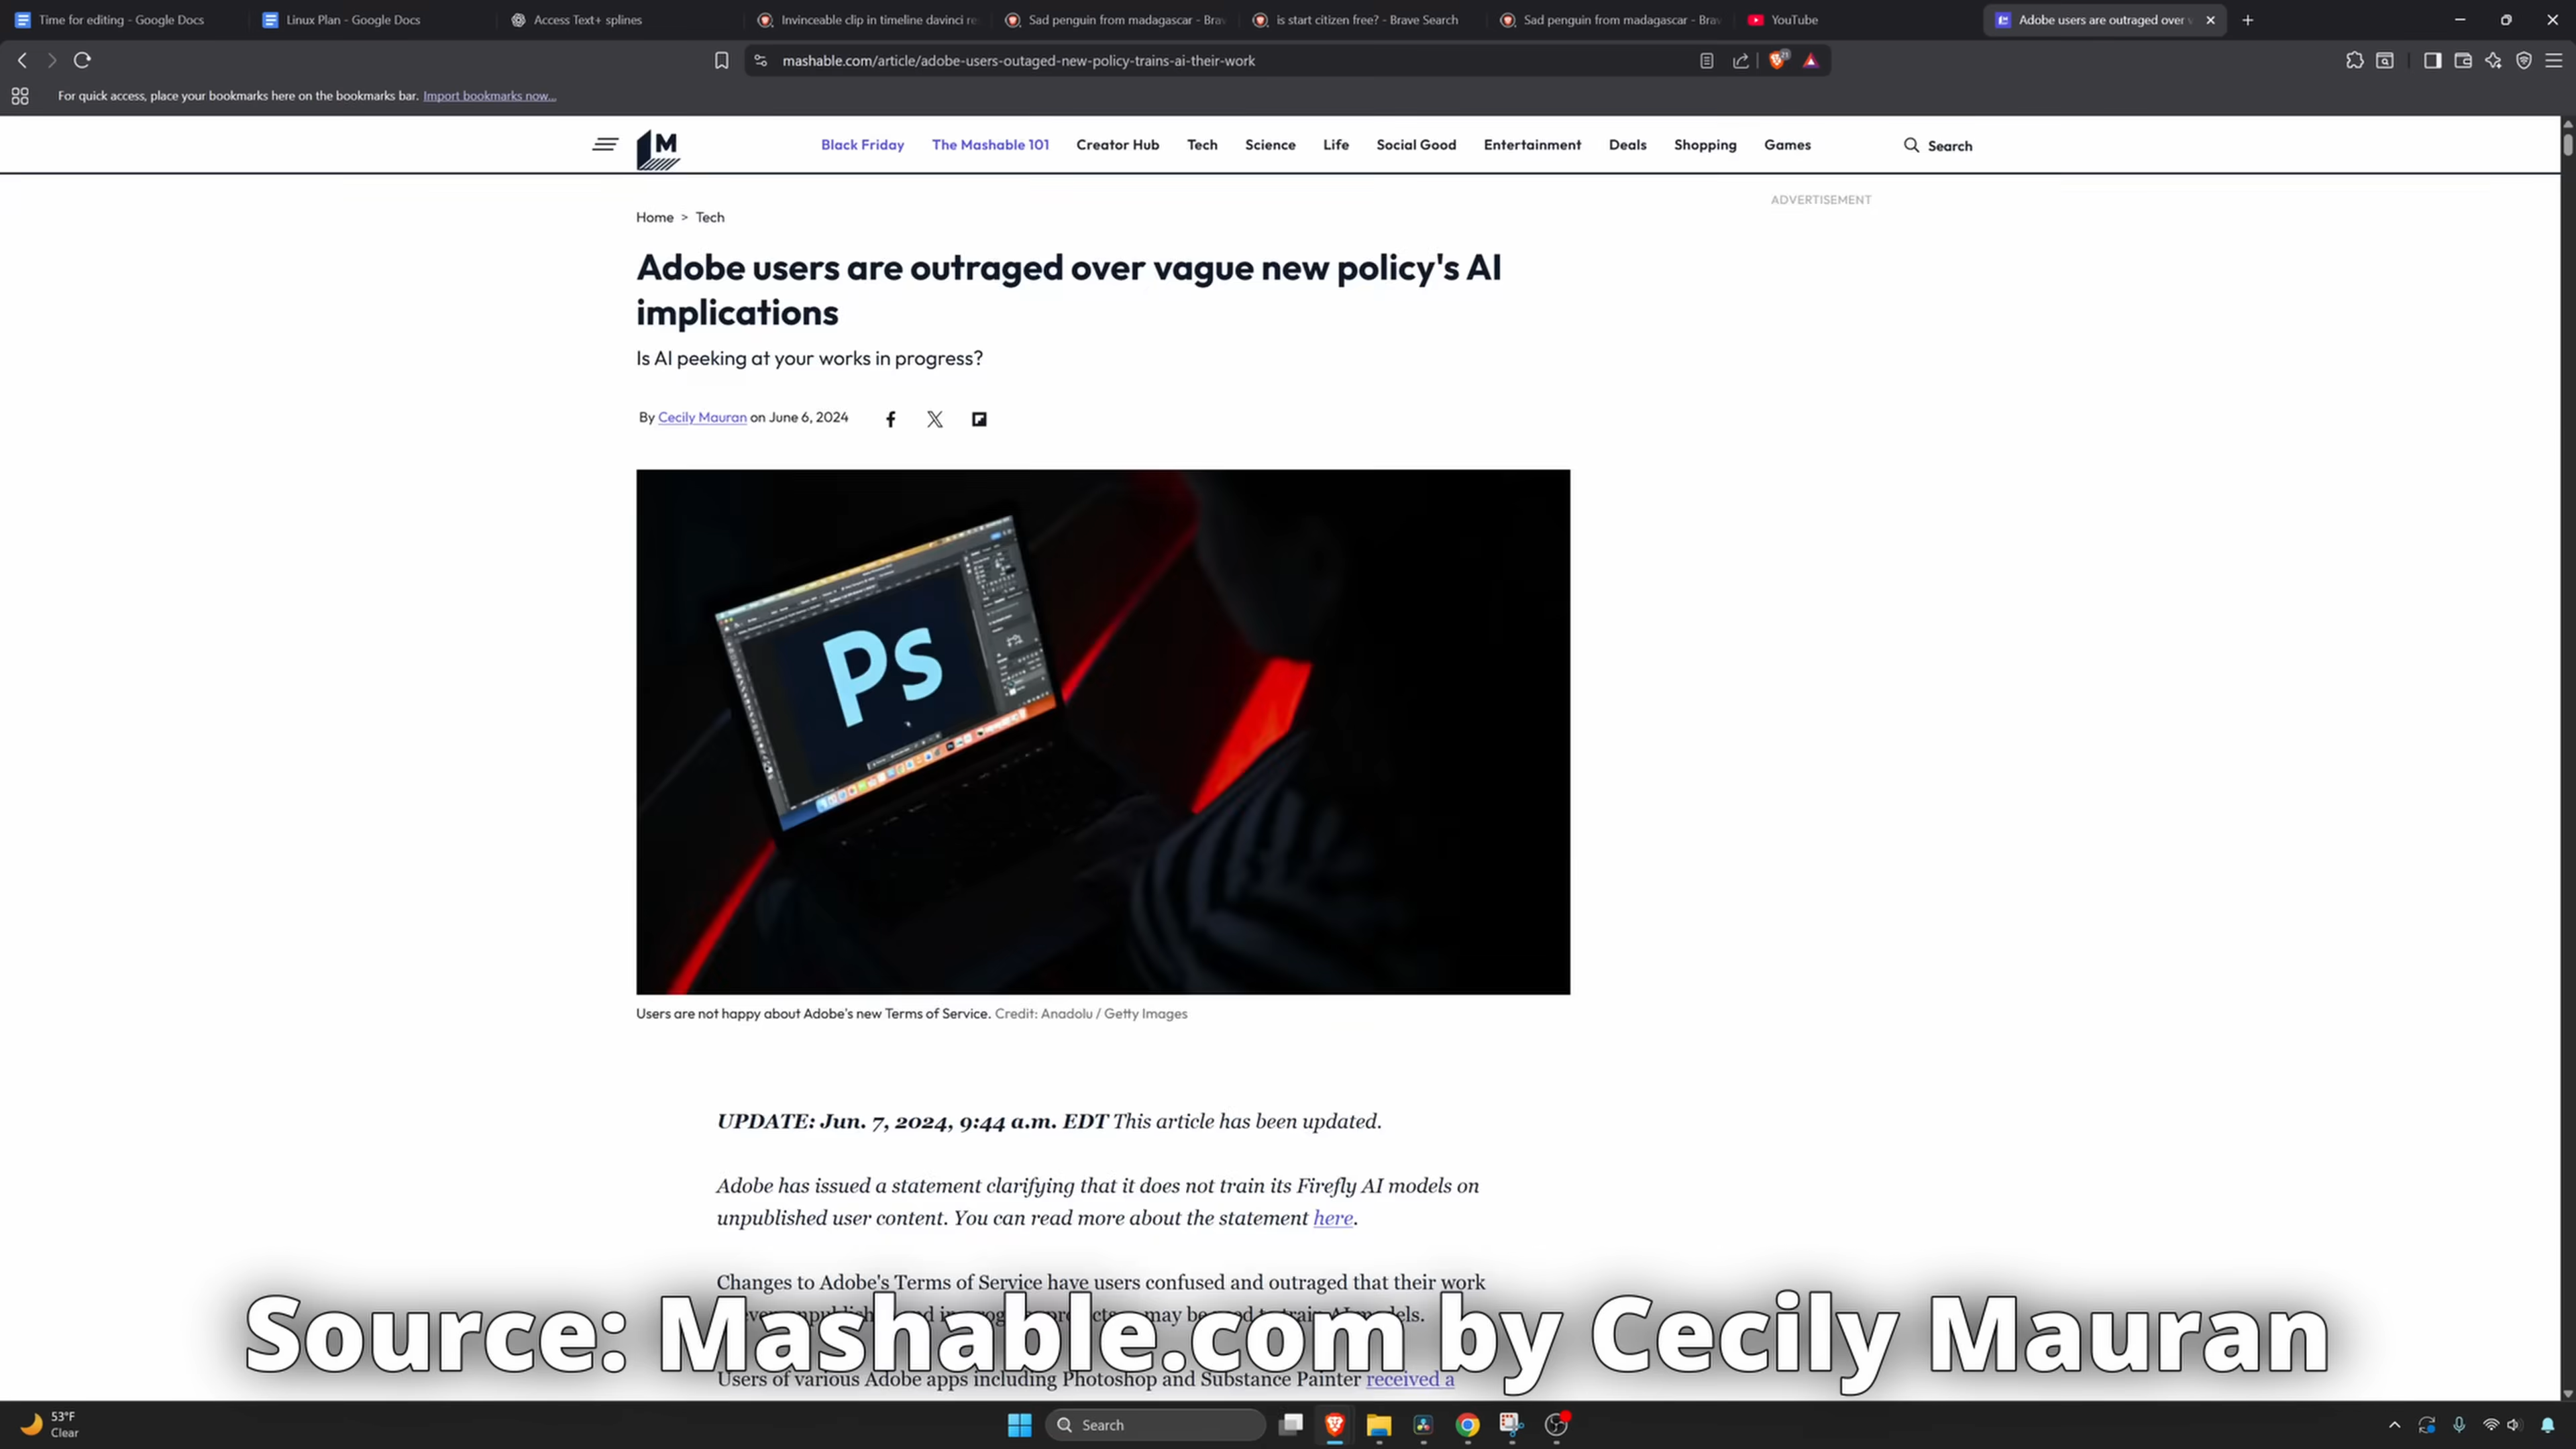 Time for editing - Google Docs
Linux Plan - Google Docs
Access Text+ splines
Invinceable clip in timeline davinci re
Sad penguin from madagascar - Brav
is start citizen free? - Brave Search
Sad penguin from madagascar - Brav
YouTube
Adobe users are outraged over v
mashable.com/article/adobe-users-outaged-new-policy-trains-ai-their-work
21
For quick access, place your bookmarks here on the bookmarks bar. Import bookmarks now...
M
Black Friday
The Mashable 101
Creator Hub
Tech
Science
Life
Social Good
Entertainment
Deals
Shopping
Games
Search
ADVERTISEMENT
Home > Tech
Adobe users are outraged over vague new policy's AI
implications
Is AI peeking at your works in progress?
By Cecily Mauran on June 6, 2024
Ps
Users are not happy about Adobe's new Terms of Service. Credit: Anadolu / Getty Images
UPDATE: Jun. 7, 2024, 9:44 a.m. EDT This article has been updated.
Adobe has issued a statement clarifying that it does not train its Firefly AI models on
unpublished user content. You can read more about the statement here.
Changes to Adobe's Terms of Service have users confused and outraged that their work
may be
Source: Mashable.com by Cecily Mauran
Users of various Adobe apps including Photoshop and Substance Painter received a
53°F
Clear
Search